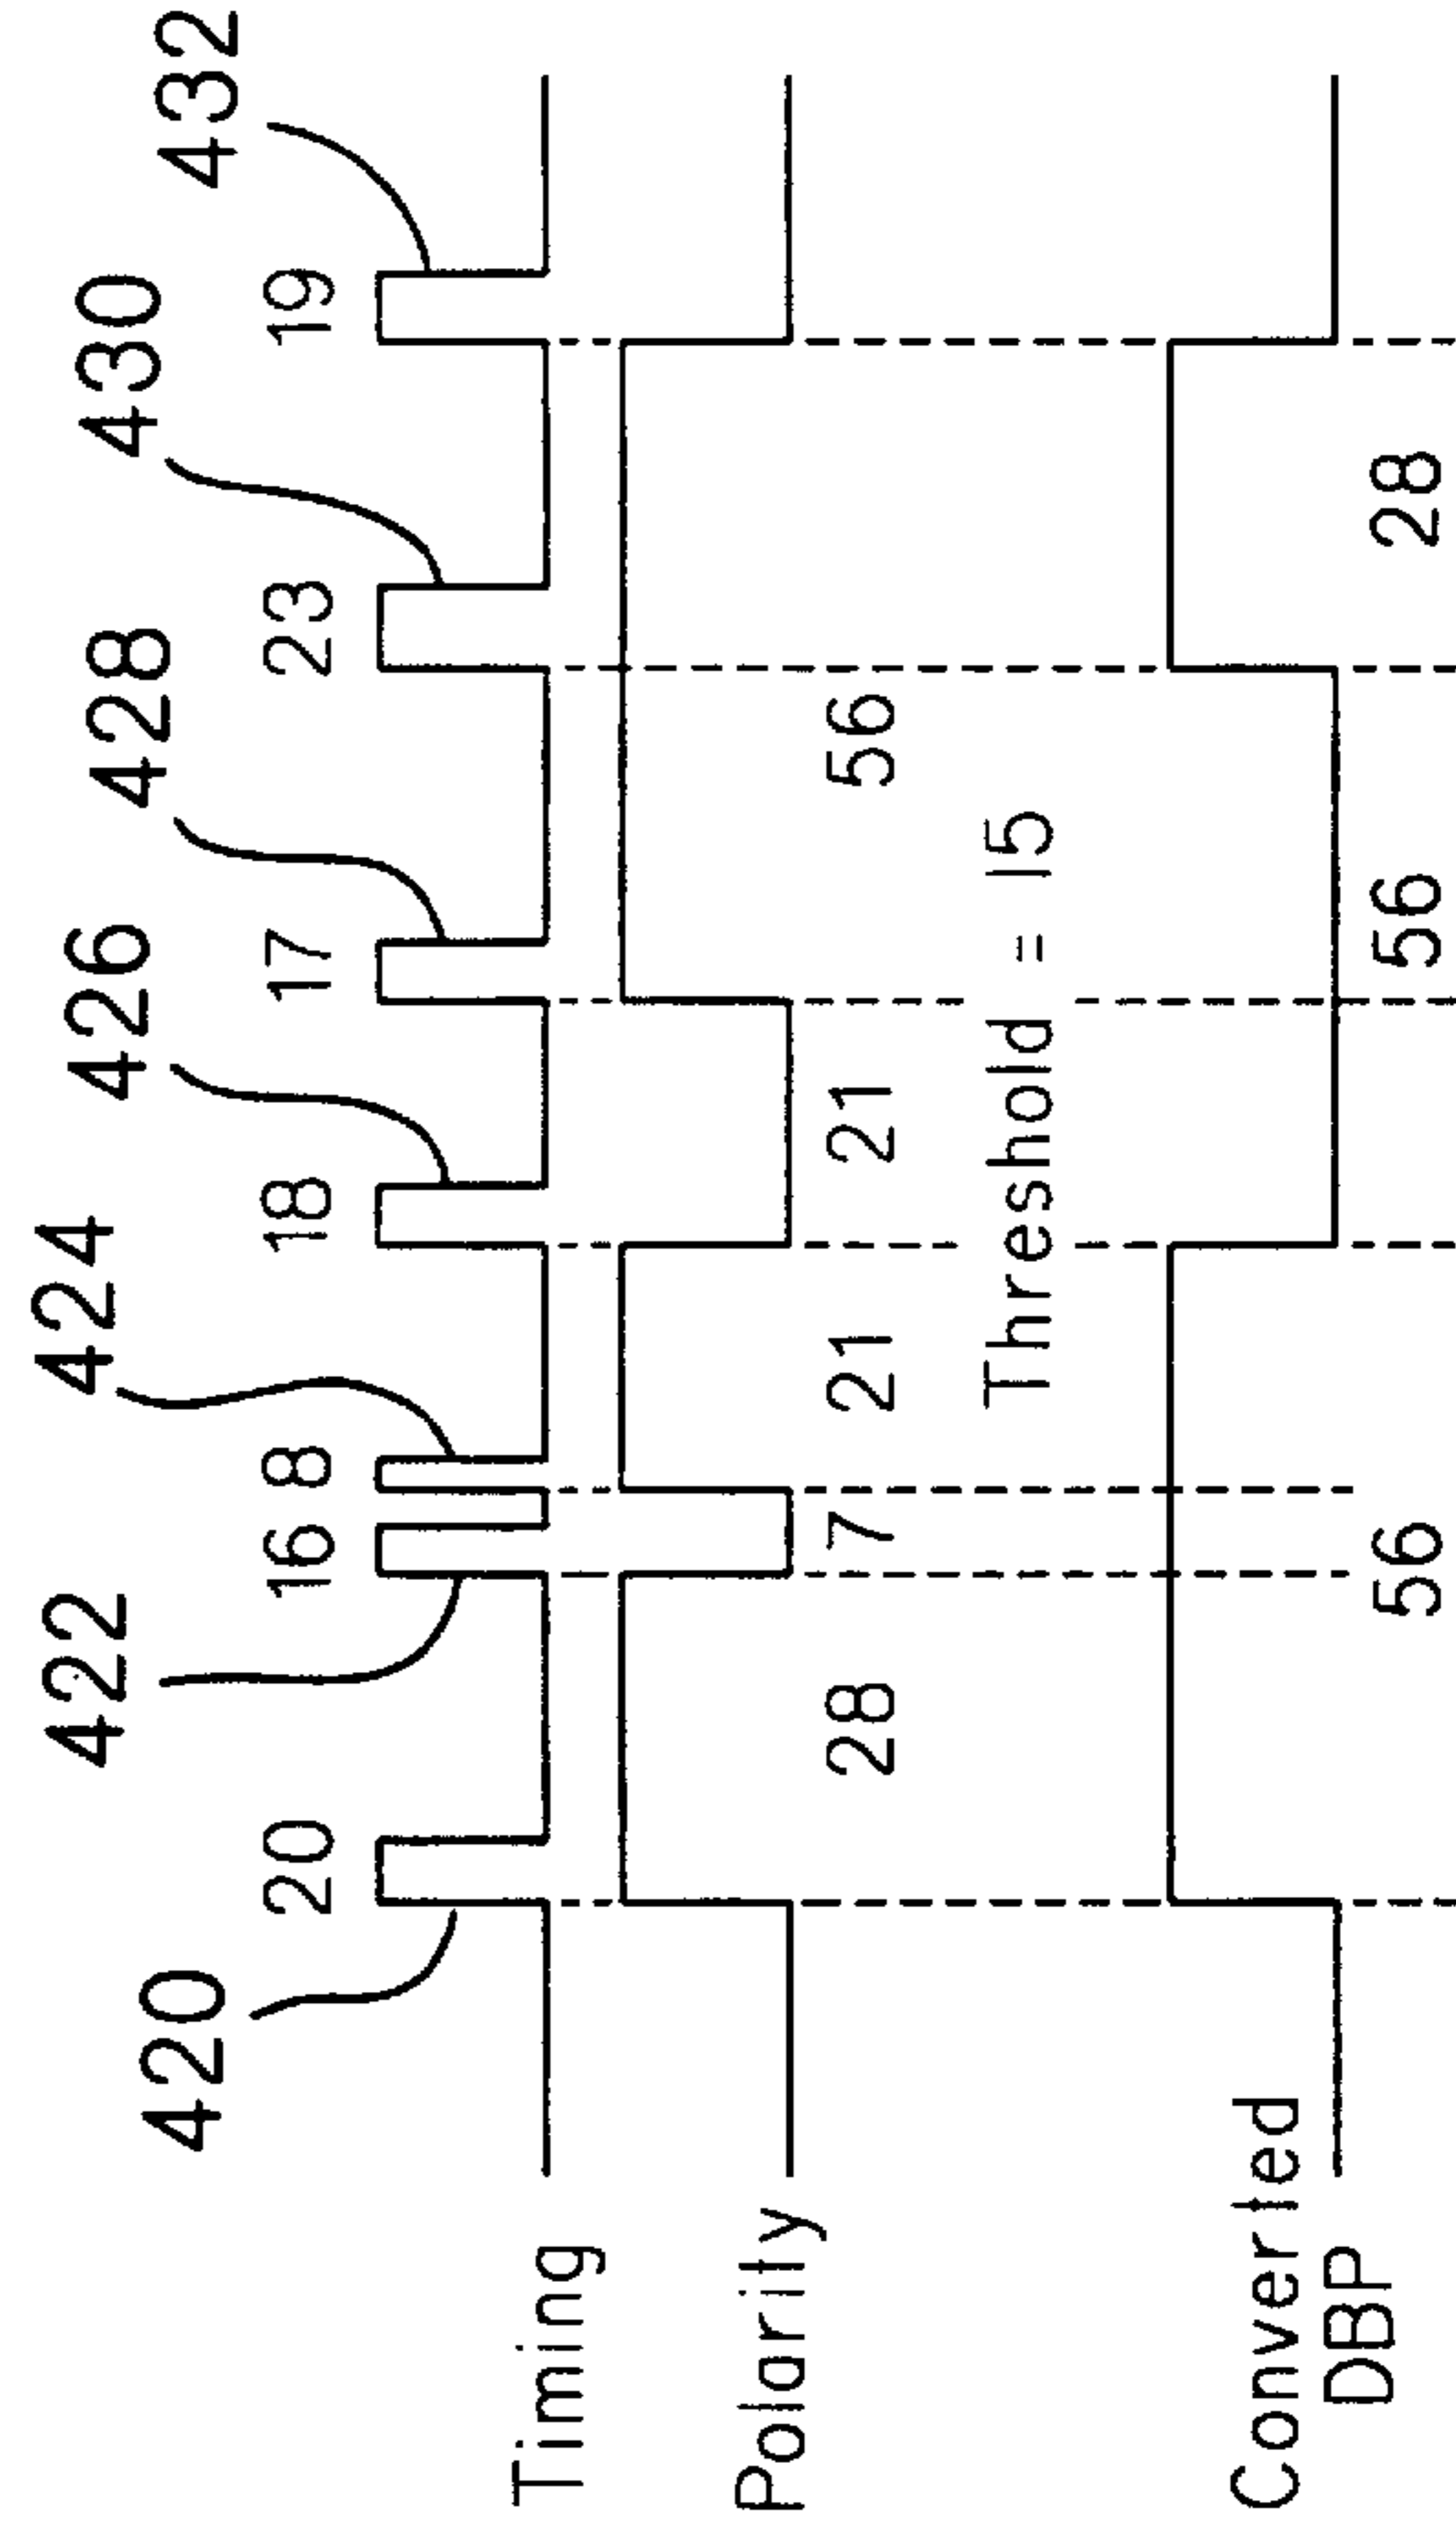 420 422 424 426 428 430 432
20 16 8 18 17 23 19
Timing
Polarity
28 7 21 21 56
Threshold = 15
Converted
DBP
56 56 28